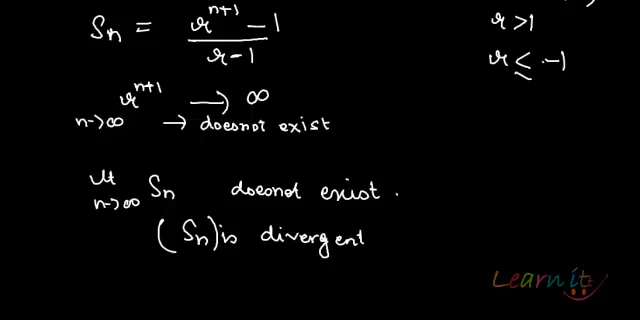 Sn = r^{n+1} - 1 / r - 1
r > 1
r ≤ -1
r^{n+1} → ∞
n→∞ → doesnot exist
lt n→∞ Sn doesnot exist .
(Sn) is divergent
Learnit